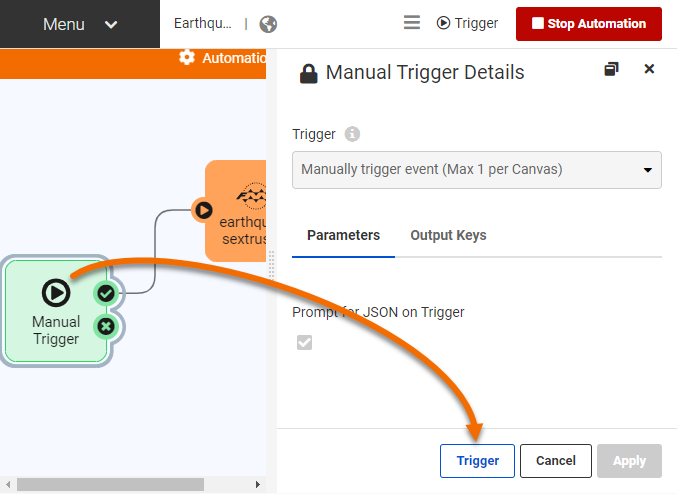 Menu
Earthqu... |
Trigger
Stop Automation
Automatio
Manual Trigger Details
Trigger
Manually trigger event (Max 1 per Canvas)
Parameters
Output Keys
earthqu
sextrus
Manual
Trigger
Prompt for JSON on Trigger
Trigger
Cancel
Apply